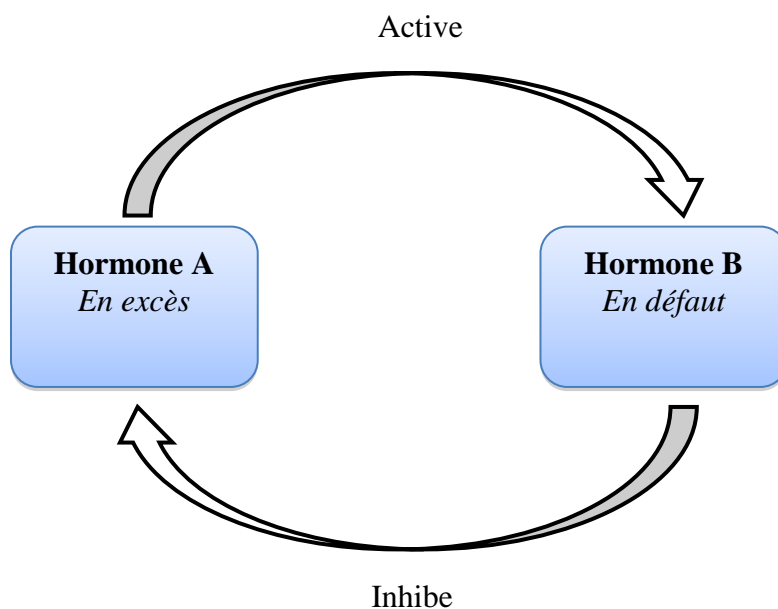 Active
Hormone A
En excès
Hormone B
En défaut
Inhibe